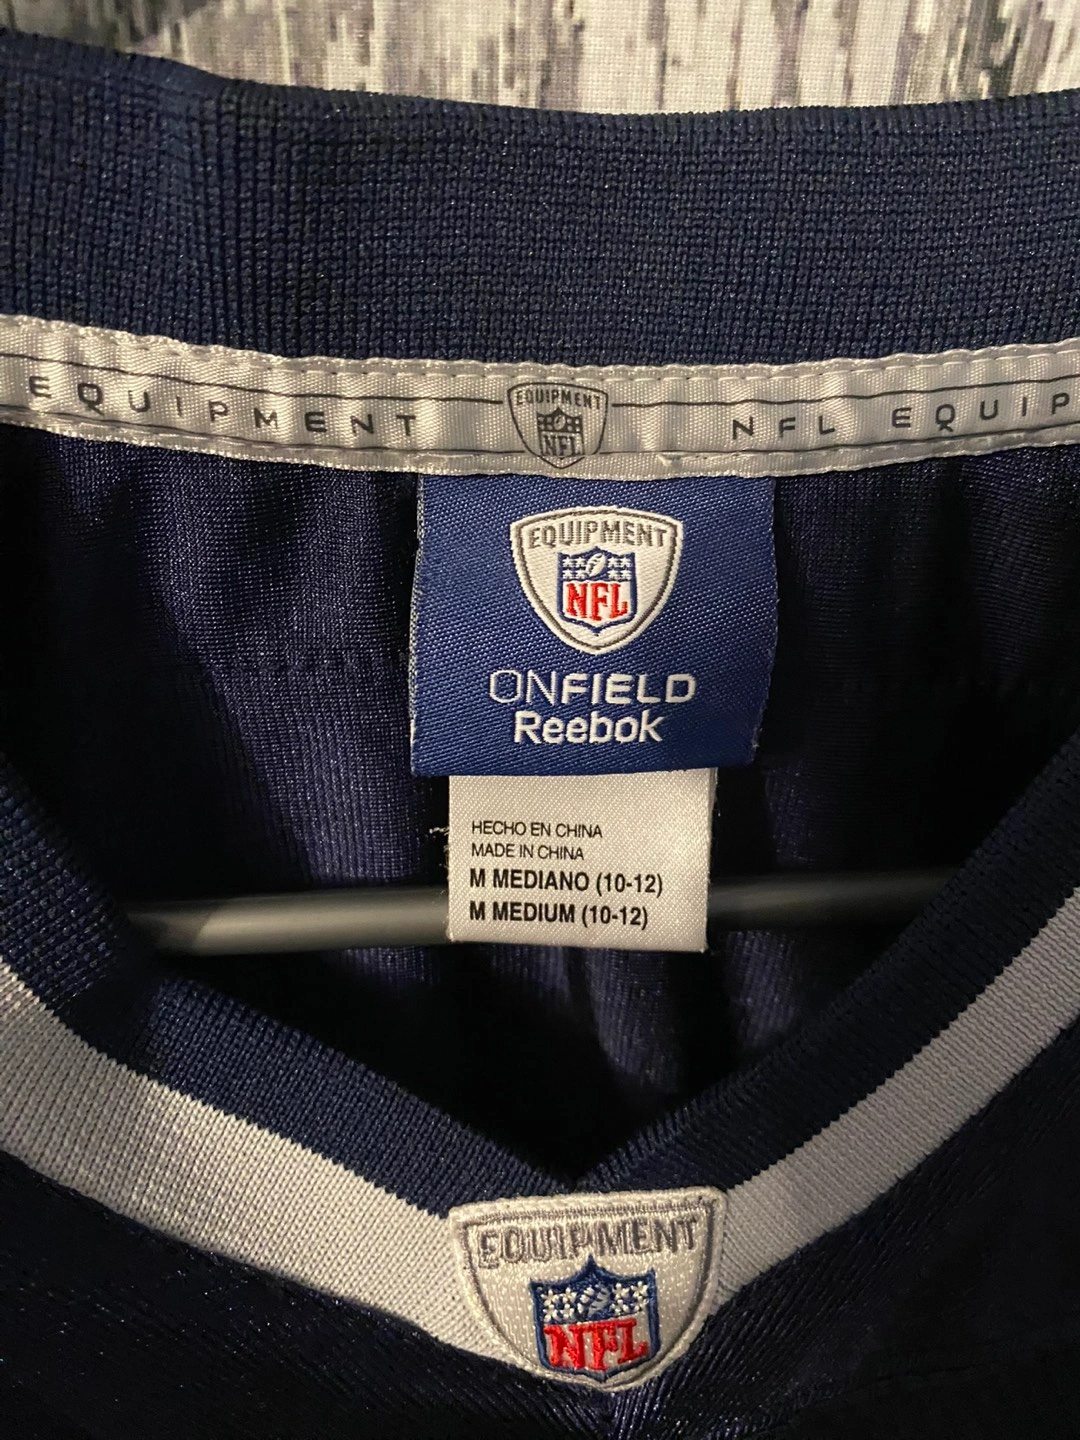 EQUIPMENT
EQUIPMENT
NFL
NFL EQUIP
EQUIPMENT
NFL
ONFIELD
Reebok
HECHO EN CHINA
MADE IN CHINA
M MEDIANO (10-12)
M MEDIUM (10-12)
EQUIPMENT
NFL